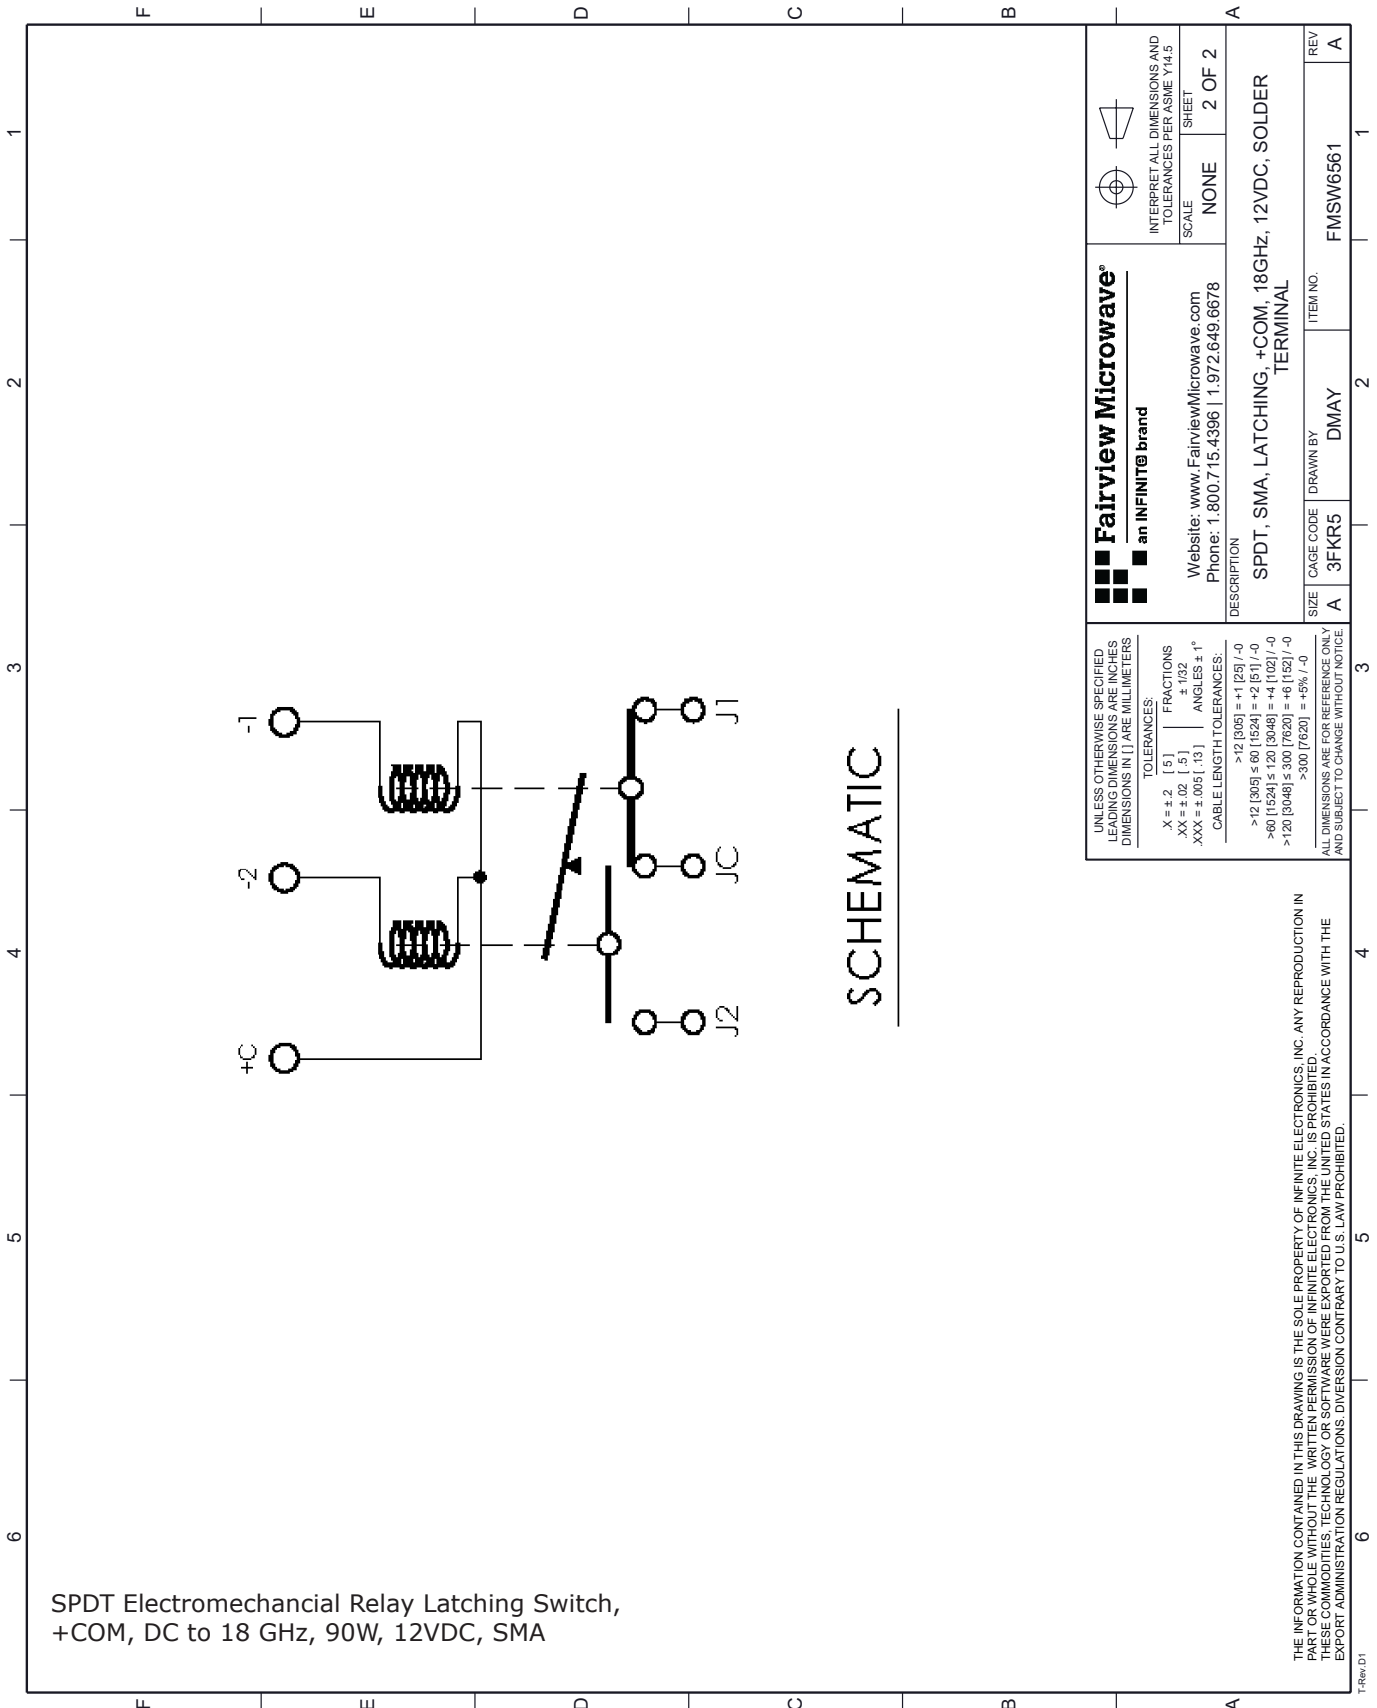 F
E
D
C
B
A
1
2
3
4
5
6
+C
-2
-1
J2
JC
J1
SCHEMATIC
THE INFORMATION CONTAINED IN THIS DRAWING IS THE SOLE PROPERTY OF INFINITE ELECTRONICS, INC. ANY REPRODUCTION IN
PART OR WHOLE WITHOUT THE WRITTEN PERMISSION OF INFINITE ELECTRONICS, INC. IS PROHIBITED.
THESE COMMODITIES, TECHNOLOGY OR SOFTWARE WERE EXPORTED FROM THE UNITED STATES IN ACCORDANCE WITH THE
EXPORT ADMINISTRATION REGULATIONS. DIVERSION CONTRARY TO U.S. LAW PROHIBITED.
T-Rev.D1
UNLESS OTHERWISE SPECIFIED
LEADING DIMENSIONS ARE INCHES
DIMENSIONS IN [ ] ARE MILLIMETERS
TOLERANCES:
.X = ±.2 [ 5 ]
.XX = ±.02 [ .5 ]
.XXX = ±.005 [ .13 ]
FRACTIONS
± 1/32
ANGLES ± 1°
CABLE LENGTH TOLERANCES:
>12 [305] = +1 [25] / -0
>12 [305] ≤ 60 [1524] = +2 [51] / -0
>60 [1524] ≤ 120 [3048] = +4 [102] / -0
>120 [3048] ≤ 300 [7620] = +6 [152] / -0
>300 [7620] = +5% / -0
ALL DIMENSIONS ARE FOR REFERENCE ONLY
AND SUBJECT TO CHANGE WITHOUT NOTICE.
Fairview Microwave®
an INFINIT® brand
Website: www.FairviewMicrowave.com
Phone: 1.800.715.4396 | 1.972.649.6678
INTERPRET ALL DIMENSIONS AND
TOLERANCES PER ASME Y14.5
SCALE
NONE
SHEET
2 OF 2
DESCRIPTION
SPDT, SMA, LATCHING, +COM, 18GHz, 12VDC, SOLDER
TERMINAL
SIZE
A
CAGE CODE
3FKR5
DRAWN BY
DMAY
ITEM NO.
FMSW6561
REV
A
6
5
4
3
2
1
F
E
D
C
B
A
SPDT Electromechancial Relay Latching Switch,
+COM, DC to 18 GHz, 90W, 12VDC, SMA